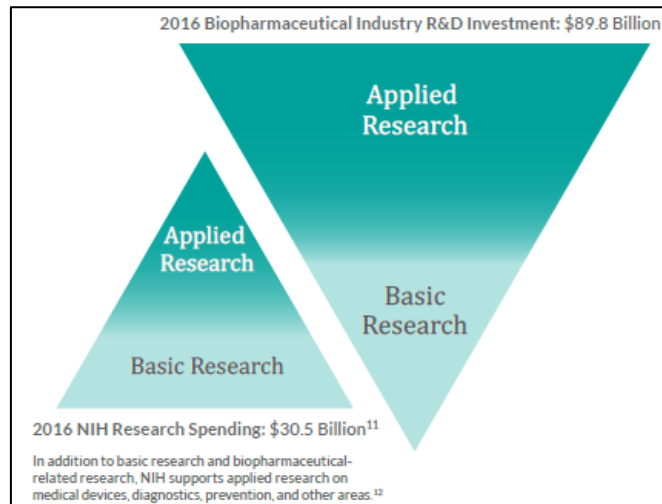 2016 Biopharmaceutical Industry R&D Investment: $89.8 Billion
Applied
Research
Applied
Research
Basic
Research
Basic Research
2016 NIH Research Spending: $30.5 Billion¹¹
In addition to basic research and biopharmaceutical-
related research, NIH supports applied research on
medical devices, diagnostics, prevention, and other areas.¹²